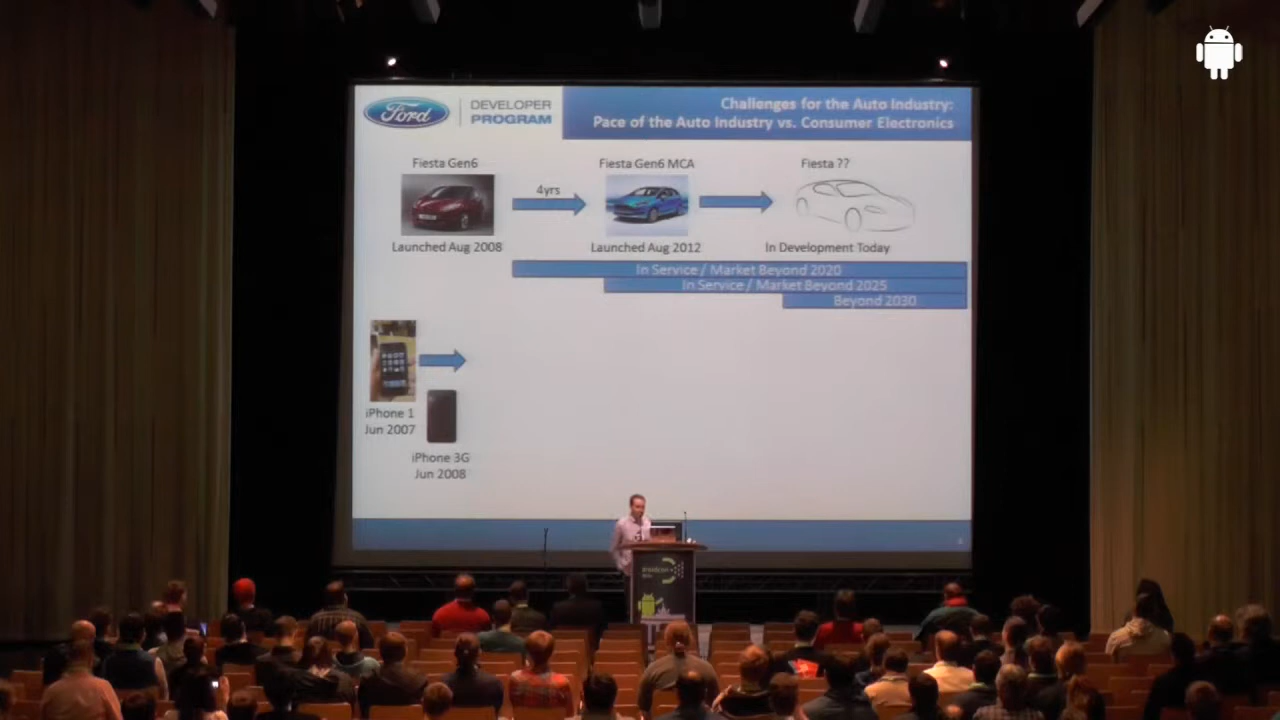 Ford
DEVELOPER
PROGRAM
Challenges for the Auto Industry:
Pace of the Auto Industry vs. Consumer Electronics
Fiesta Gen6
Fiesta Gen6 MCA
Fiesta ??
4yrs
Launched Aug 2008
Launched Aug 2012
In Development Today
In Service / Market Beyond 2020
In Service / Market Beyond 2025
Beyond 2030
iPhone 1
Jun 2007
iPhone 3G
Jun 2008